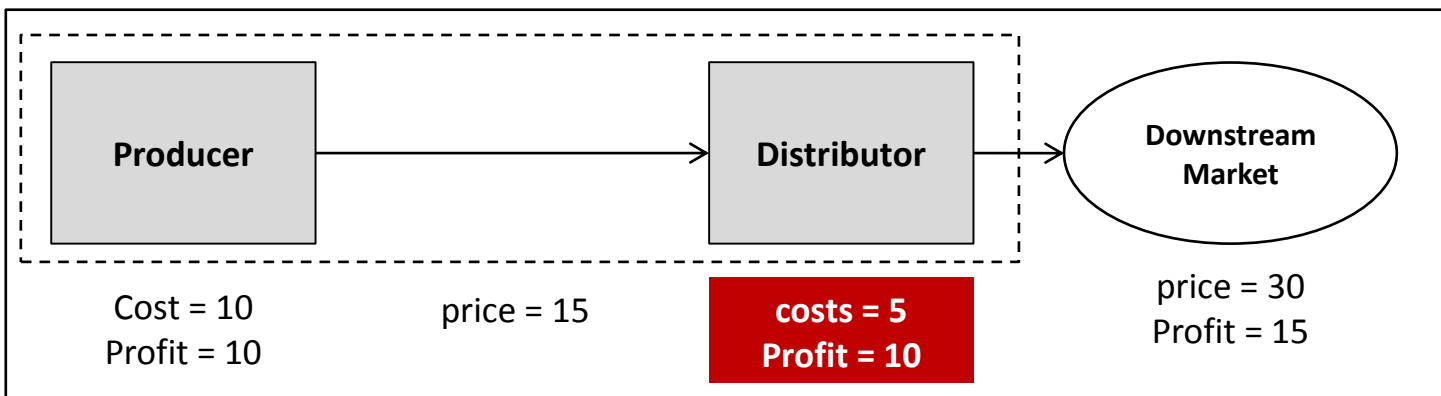 Producer
Distributor
Downstream
Market
Cost = 10
Profit = 10
price = 15
costs = 5
Profit = 10
price = 30
Profit = 15